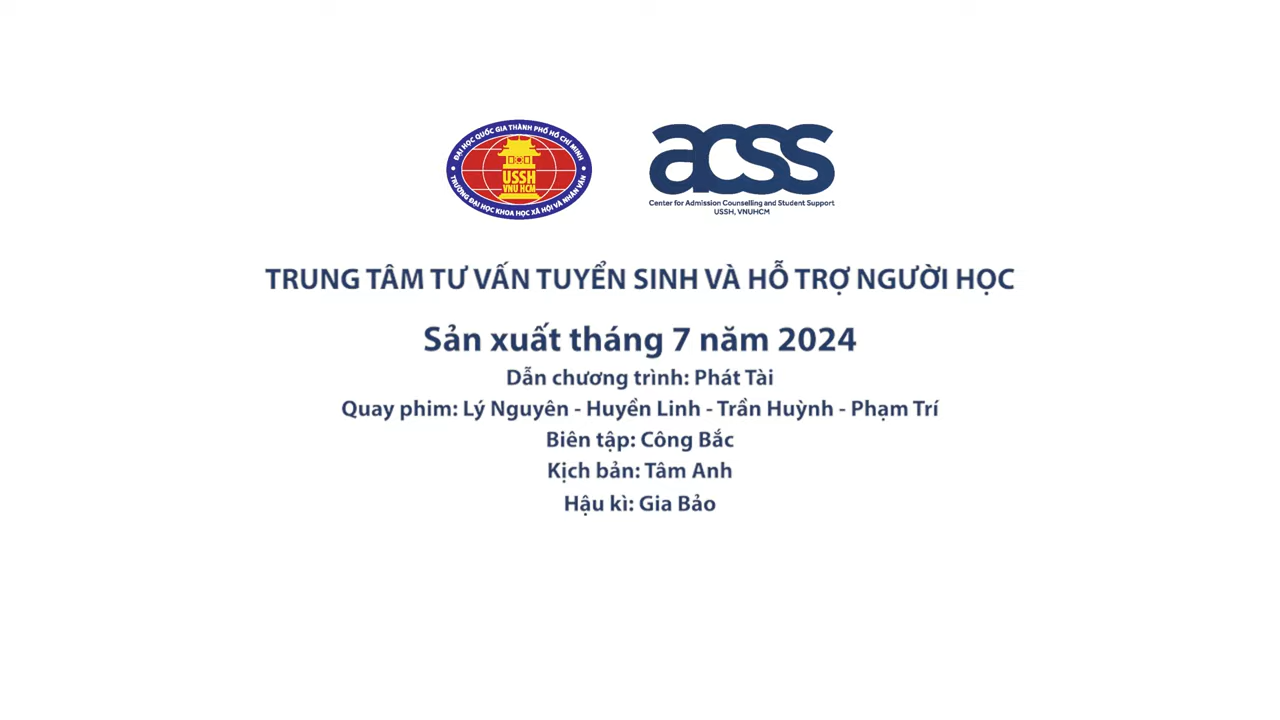 ĐẠI HỌC QUỐC GIA THÀNH PHỐ HỒ CHÍ MINH
USSH
VNU HCM
TRƯỜNG ĐẠI HỌC KHOA HỌC XÃ HỘI VÀ NHÂN VĂN
acss
Center for Admission Counselling and Student Support
USSH, VNUHCM
TRUNG TÂM TƯ VẤN TUYỂN SINH VÀ HỖ TRỢ NGƯỜI HỌC
Sản xuất tháng 7 năm 2024
Dẫn chương trình: Phát Tài
Quay phim: Lý Nguyên - Huyền Linh - Trần Huỳnh - Phạm Trí
Biên tập: Công Bắc
Kịch bản: Tâm Anh
Hậu kì: Gia Bảo